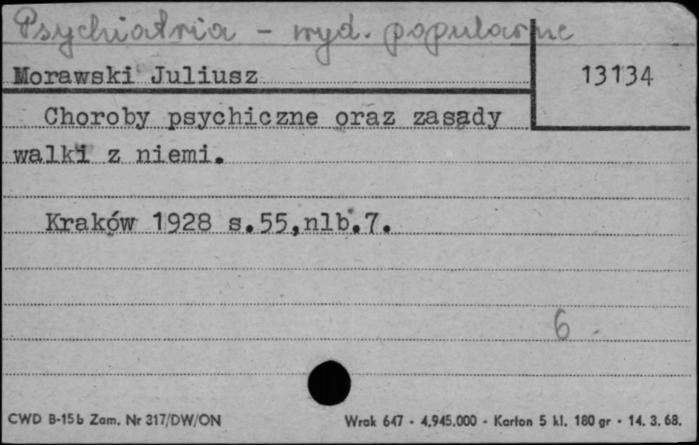 Psychiatria - wyd. popularne
Morawski Juliusz
13134
Choroby psychiczne oraz zasady
walki z niemi.
Kraków 1928 s.55,nlb.7.
6
CWD B-15b Zam. Nr 317/DW/ON
Wrak 647 - 4.945.000 - Karton 5 kl. 180 gr - 14. 3. 68.